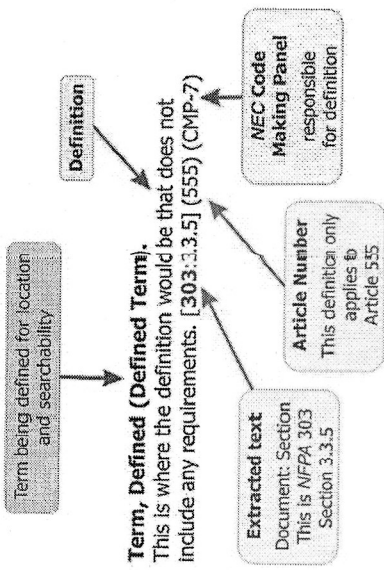 Term being defined for location
and searchability
Definition
Term, Defined (Defined Term).
This is where the definition would be that does not
include any requirements. [303:3.3.5] (555) (CMP-7)
Extracted text
Document: Section
This is NFPA 303
Section 3.3.5
Article Number
This definition only
applies to
Article 555
NEC Code
Making Panel
responsible
for definition